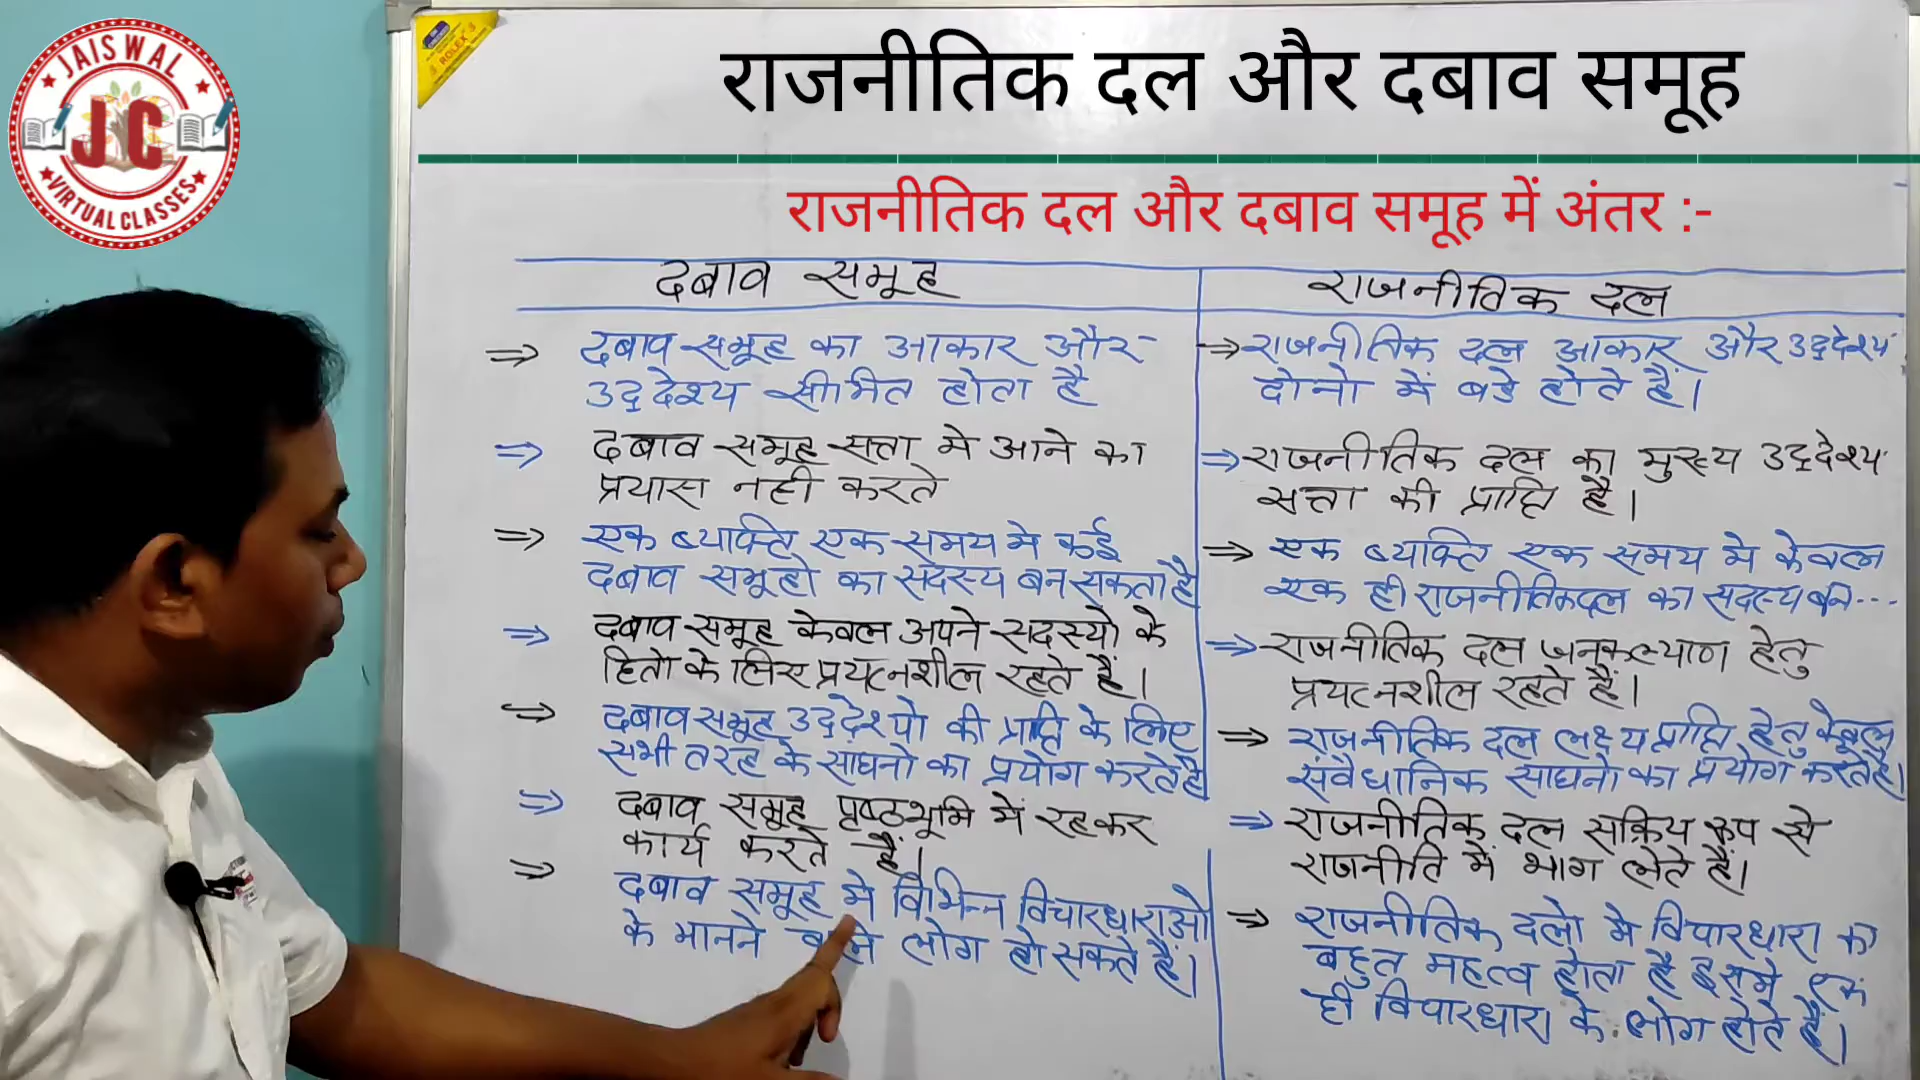 JAISWAL
JC
VIRTUAL CLASSES
ROLEX
राजनीतिक दल और दबाव समूह
राजनीतिक दल और दबाव समूह में अंतर :-
दबाव समूह
⇒ दबाव समूह का आकार और
उद्देश्य सीमित होता है
⇒ दबाव समूह सत्ता मे आने का
प्रयास नही करते
⇒ एक व्याक्ति एक समय मे कई
दबाव समूहो का सदस्य बन सकता है
⇒ दबाव समूह केवल अपने सदस्यो के
हितो के लिए प्रयत्नशील रहते हैं।
⇒ दबाव समूह उद्देश्यो की प्राप्ति के लिए
सभी तरह के साधनो का प्रयोग करते है
⇒ दबाव समूह पृष्ठभूमि में रहकर
कार्य करते हैं।
⇒ दबाव समूह मे विभिन्न विचारधाराओ
के मानने वाले लोग हो सकते हैं।
राजनीतिक दल
⇒ राजनीतिक दल आकार और उद्देश्य
दोनो में बडे होते हैं।
⇒ राजनीतिक दल का मुख्य उद्देश्य
सत्ता की प्राप्ति है।
⇒ एक व्याक्ति एक समय मे केवल
एक ही राजनीतिक दल का सदस्य बन---
⇒ राजनीतिक दल जनकल्याण हेतु
प्रयत्नशील रहते हैं।
⇒ राजनीतिक दल लक्ष्य प्राप्ति हेतु केवल
संवैधानिक साधनो का प्रयोग करते है।
⇒ राजनीतिक दल सक्रिय रूप से
राजनीति में भाग लेते हैं।
⇒ राजनीतिक दलो मे विचारधारा का
बहुत महत्व होता है इसमे एक
ही विचारधारा के लोग होते हैं।